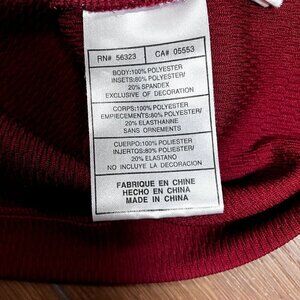 RN# 56323 CA# 05553
BODY:100% POLYESTER
INSETS:80% POLYESTER/
20% SPANDEX
EXCLUSIVE OF DECORATION
CORPS:100% POLYESTER
EMPIECEMENTS:80% POLYESTER/
20% ELASTHANNE
SANS ORNEMENTS
CUERPO:100% POLIESTER
INJERTOS:80% POLIESTER/
20% ELASTANO
NO INCLUYE LA DECORACION
FABRIQUE EN CHINE
HECHO EN CHINA
MADE IN CHINA